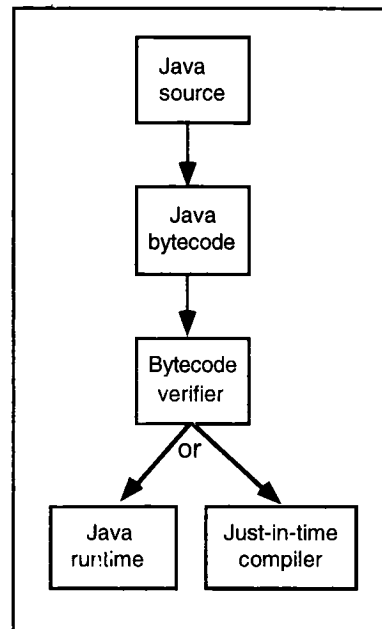 Java
source
Java
bytecode
Bytecode
verifier
or
Java
runtime
Just-in-time
compiler